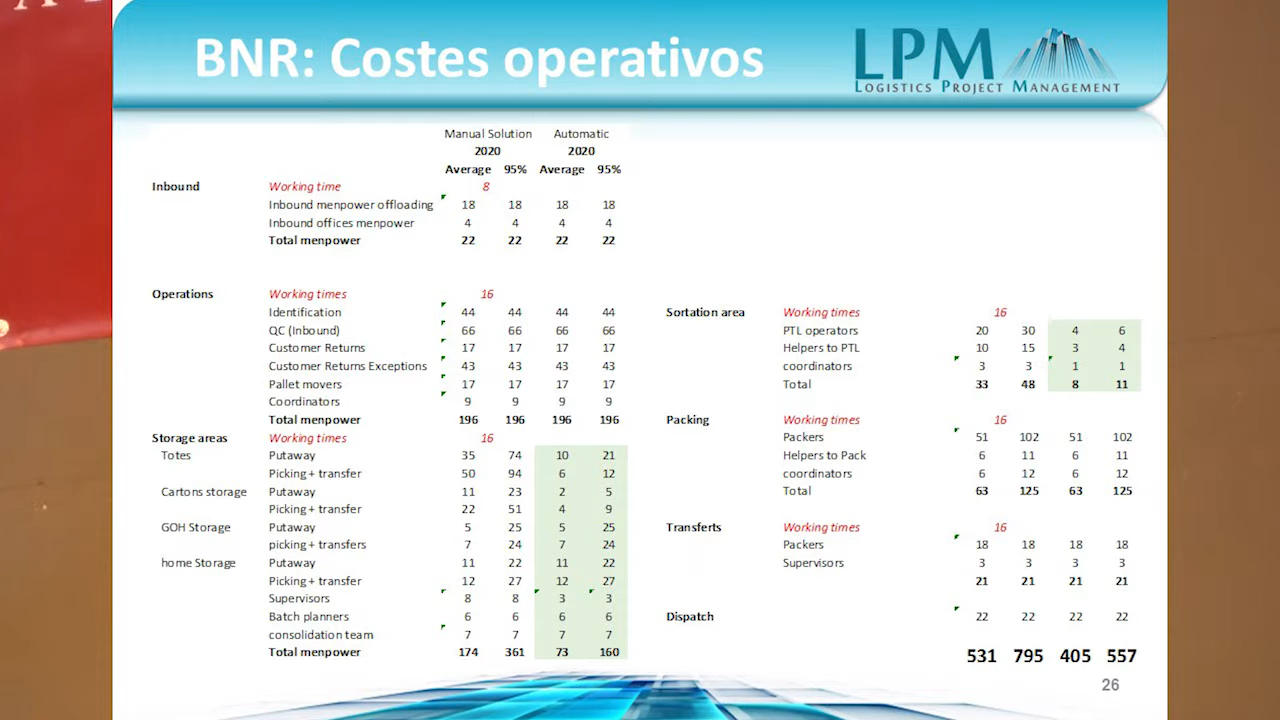 BNR: Costes operativos
LPM
LOGISTICS PROJECT MANAGEMENT
Manual Solution Automatic
2020 2020
Average 95% Average 95%
Inbound Working time 8
Inbound menpower offloading 18 18 18 18
Inbound offices menpower 4 4 4 4
Total menpower 22 22 22 22
Operations Working times 16
Identification 44 44 44 44
QC (Inbound) 66 66 66 66
Customer Returns 17 17 17 17
Customer Returns Exceptions 43 43 43 43
Pallet movers 17 17 17 17
Coordinators 9 9 9 9
Total menpower 196 196 196 196
Storage areas Working times 16
Totes Putaway 35 74 10 21
Picking + transfer 50 94 6 12
Cartons storage Putaway 11 23 2 5
Picking + transfer 22 51 4 9
GOH Storage Putaway 5 25 5 25
picking + transfers 7 24 7 24
home Storage Putaway 11 22 11 22
Picking + transfer 12 27 12 27
Supervisors 8 8 3 3
Batch planners 6 6 6 6
consolidation team 7 7 7 7
Total menpower 174 361 73 160
Sortation area Working times 16
PTL operators 20 30 4 6
Helpers to PTL 10 15 3 4
coordinators 3 3 1 1
Total 33 48 8 11
Packing Working times 16
Packers 51 102 51 102
Helpers to Pack 6 11 6 11
coordinators 6 12 6 12
Total 63 125 63 125
Transferts Working times 16
Packers 18 18 18 18
Supervisors 3 3 3 3
21 21 21 21
Dispatch 22 22 22 22
531 795 405 557
26